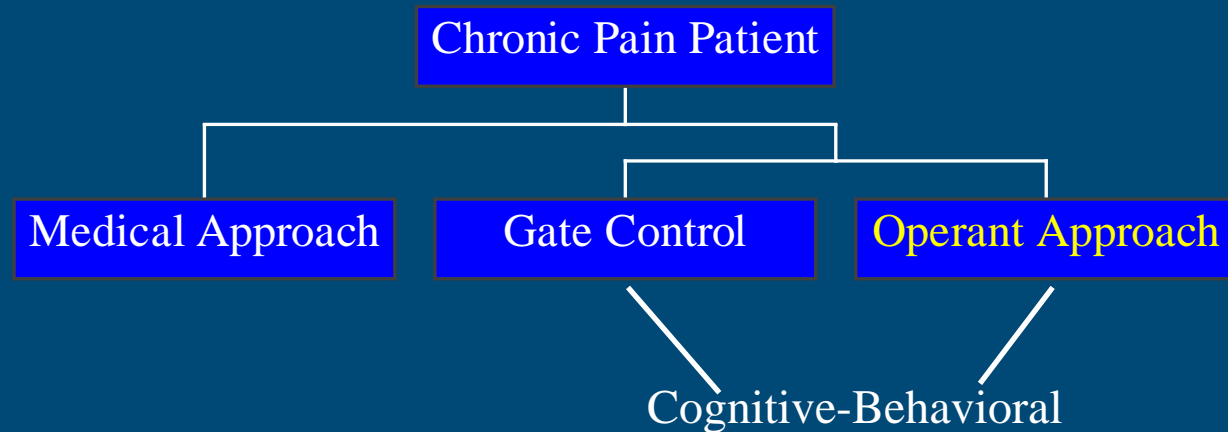 Chronic Pain Patient
Medical Approach
Gate Control
Operant Approach
Cognitive-Behavioral